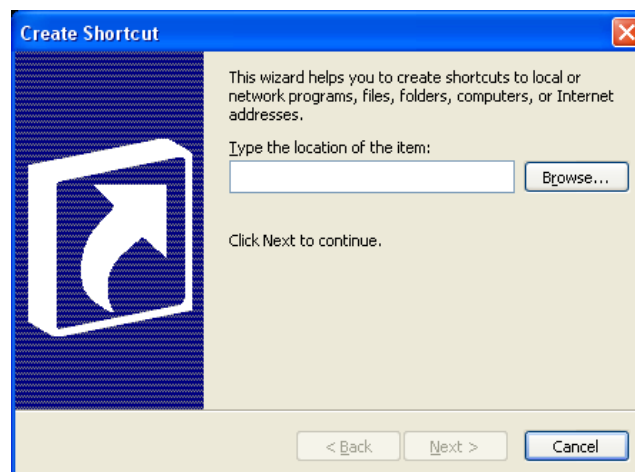 Create Shortcut
This wizard helps you to create shortcuts to local or
network programs, files, folders, computers, or Internet
addresses.
Type the location of the item:
Browse...
Click Next to continue.
< Back Next > Cancel